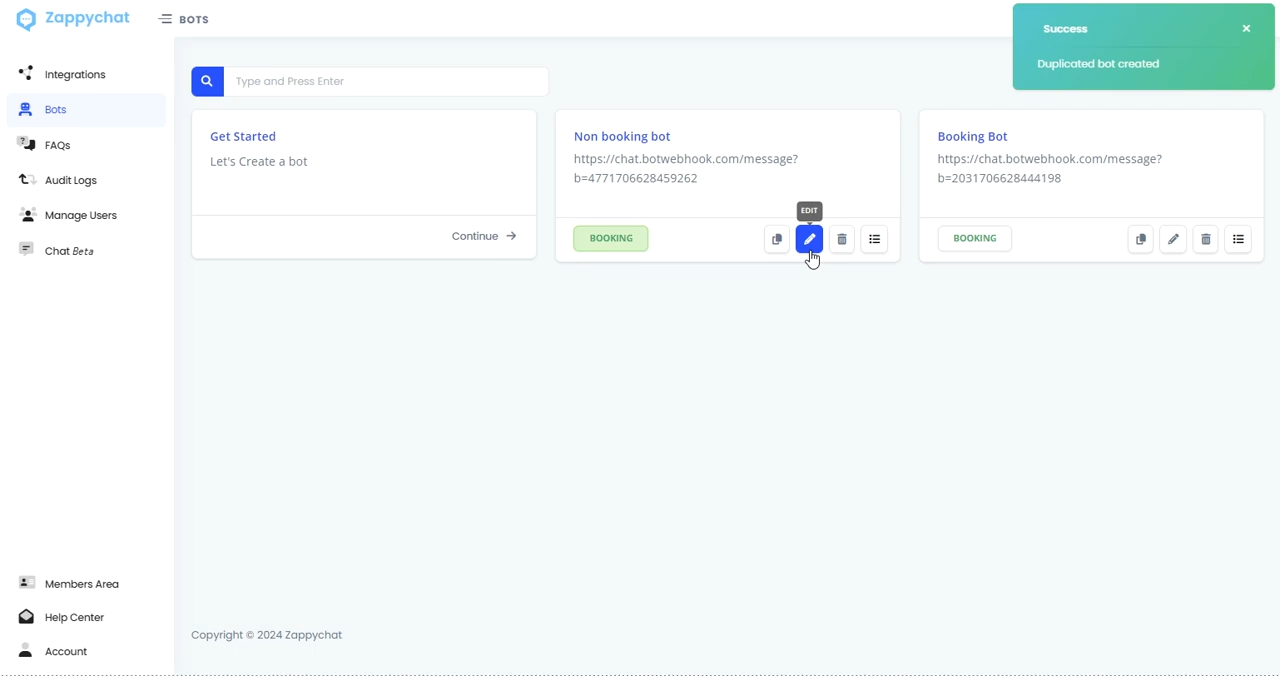 Zappychat
BOTS
Success
Duplicated bot created
Integrations
Bots
FAQs
Audit Logs
Manage Users
Chat Beta
Members Area
Help Center
Account
Type and Press Enter
Get Started
Let's Create a bot
Continue
Non booking bot
https://chat.botwebhook.com/message?
b=4771706628459262
EDIT
BOOKING
Booking Bot
https://chat.botwebhook.com/message?
b=2031706628444198
BOOKING
Copyright © 2024 Zappychat